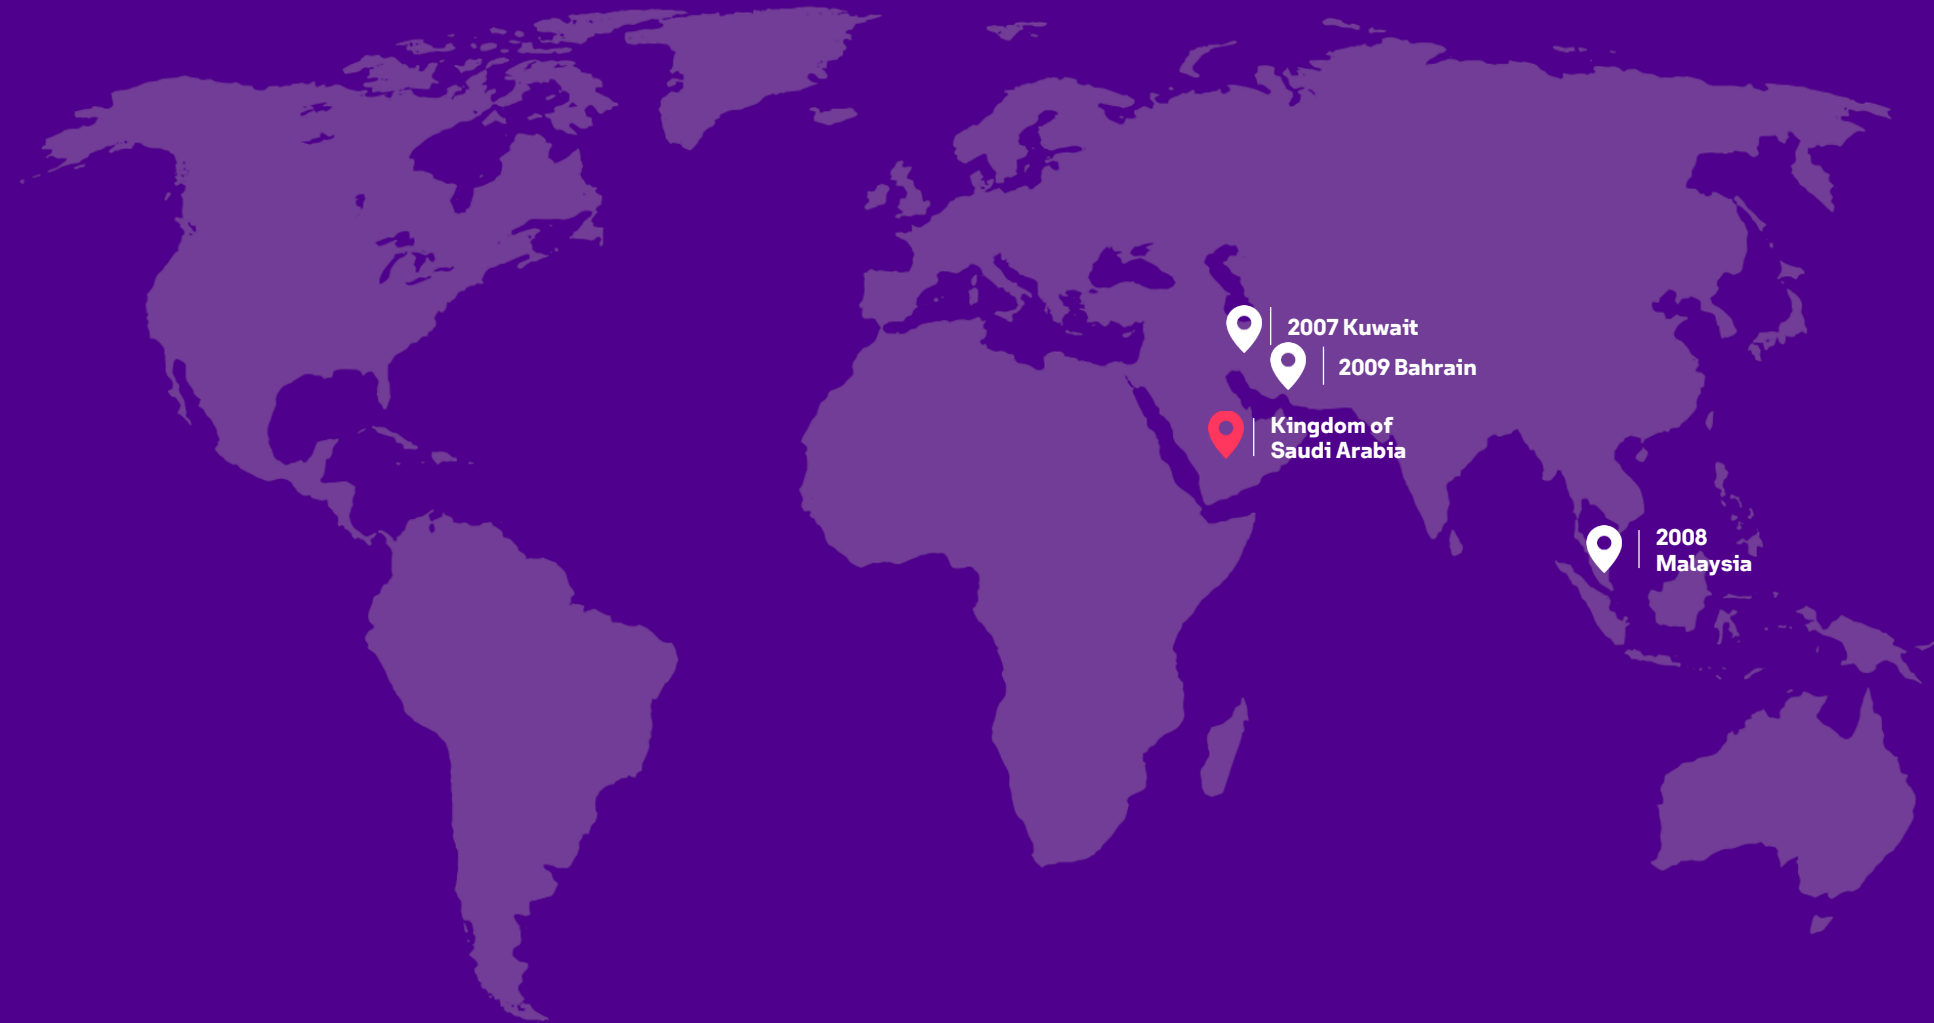 2007 Kuwait
2009 Bahrain
Kingdom of
Saudi Arabia
2008
Malaysia